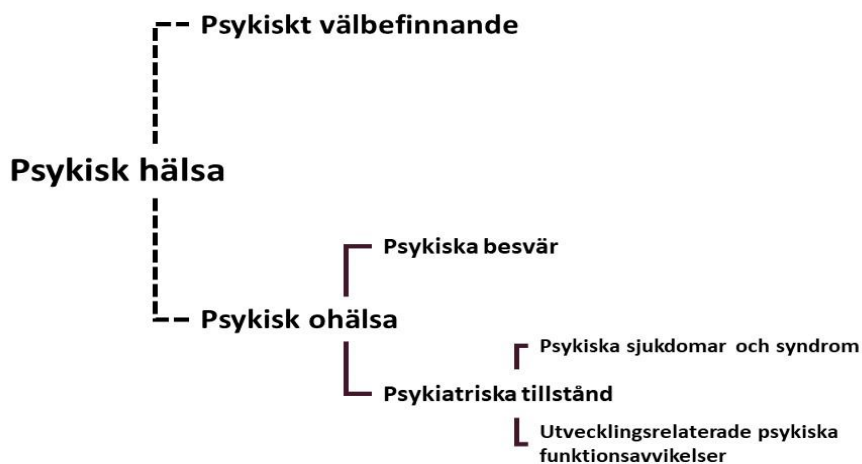 Psykiskt välbefinnande
Psykisk hälsa
Psykiska besvär
Psykisk ohälsa
Psykiska sjukdomar och syndrom
Psykiatriska tillstånd
Utvecklingsrelaterade psykiska
funktionsavvikelser